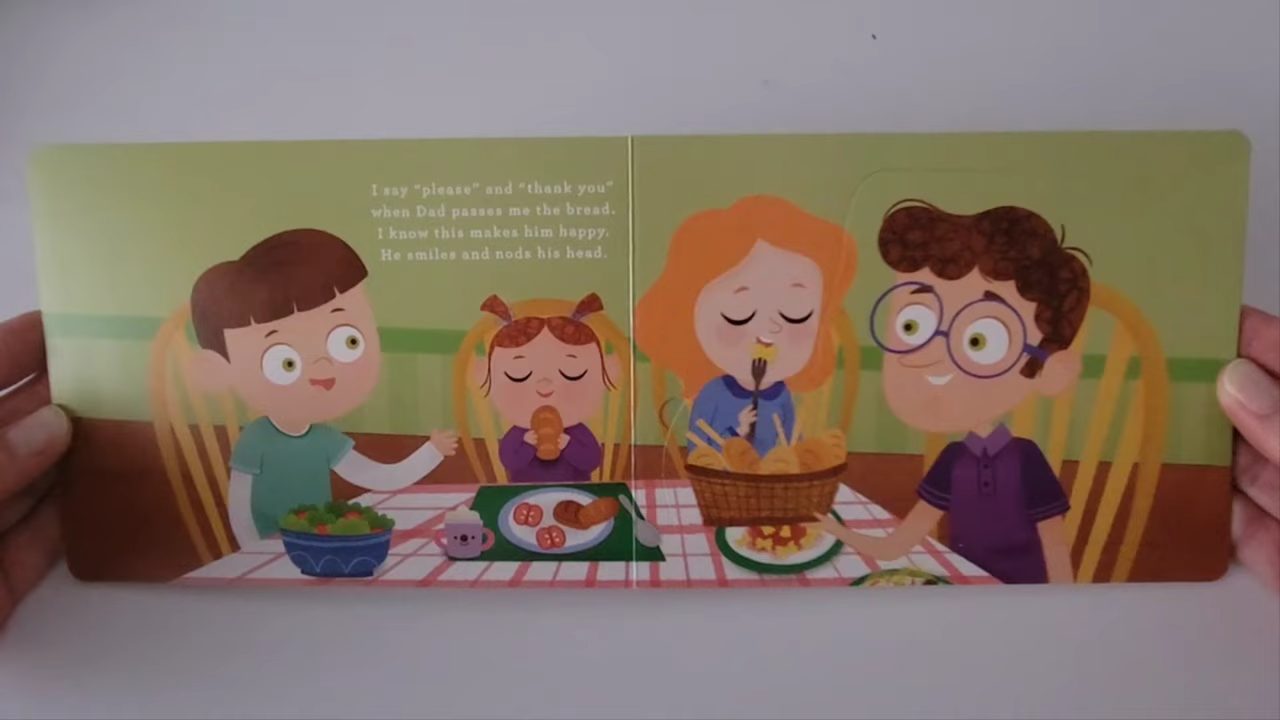 I say “please” and “thank you”
when Dad passes me the bread.
I know this makes him happy.
He smiles and nods his head.